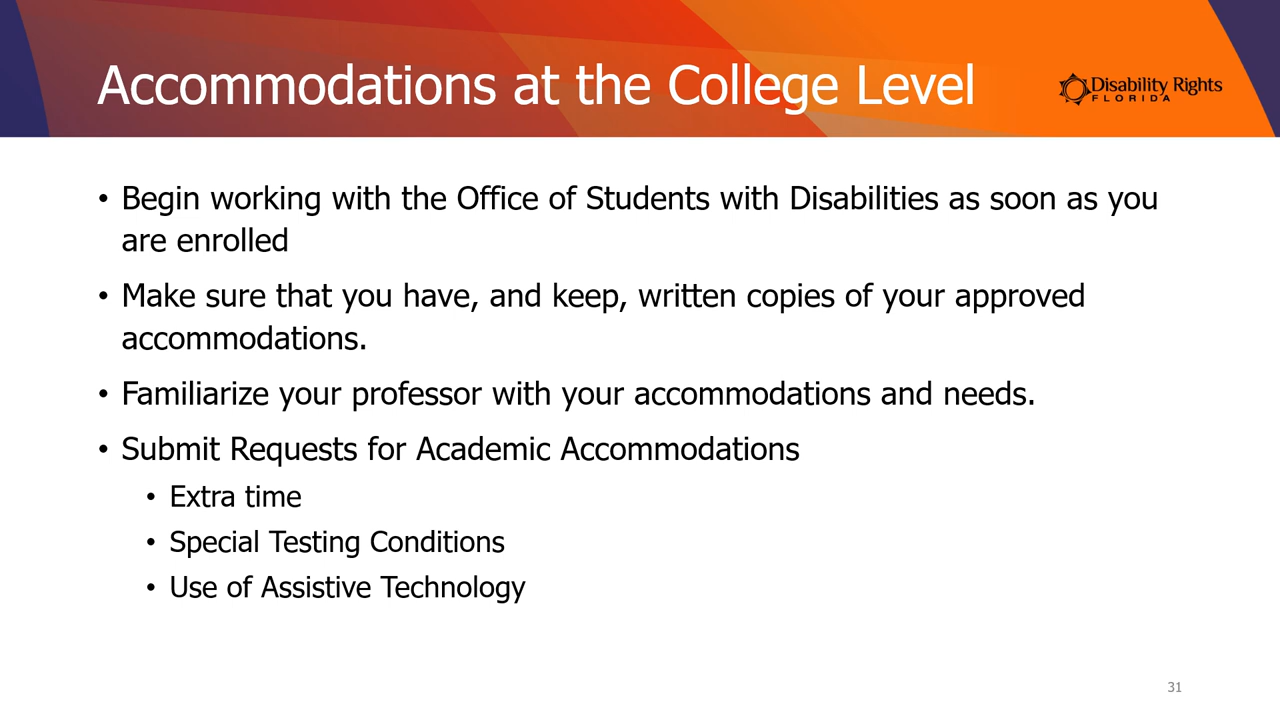 Accommodations at the College Level
Disability Rights
FLORIDA
• Begin working with the Office of Students with Disabilities as soon as you
are enrolled
• Make sure that you have, and keep, written copies of your approved
accommodations.
• Familiarize your professor with your accommodations and needs.
• Submit Requests for Academic Accommodations
• Extra time
• Special Testing Conditions
• Use of Assistive Technology
31